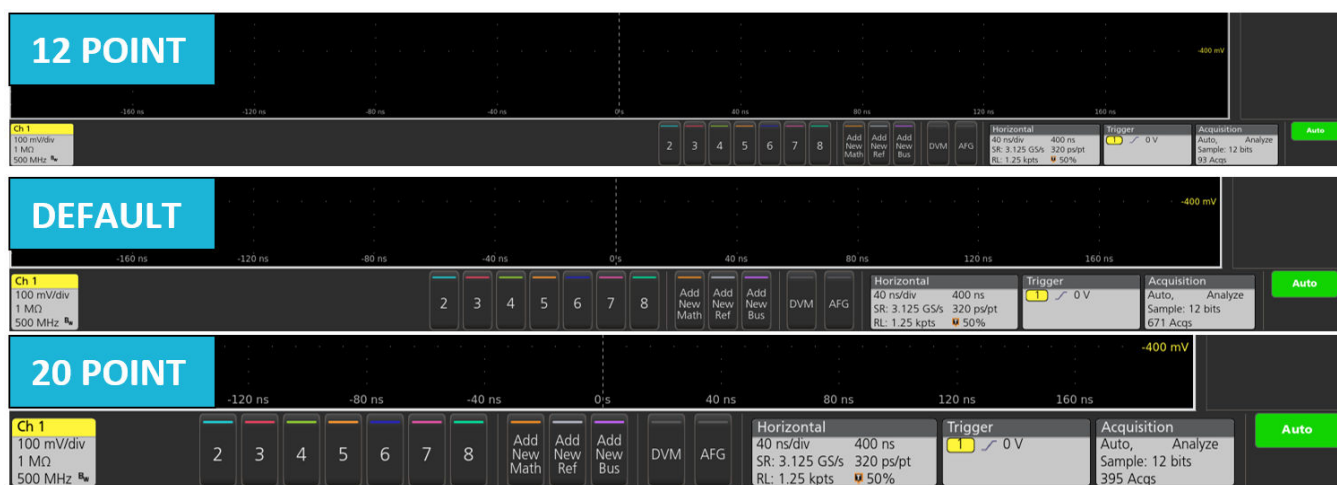 12 POINT
-400 mV
-160 ns -80 ns -40 ns 0 s 40 ns 80 ns 120 ns 160 ns
Ch 1
100 mV/div
1 MΩ
500 MHz Bw
2 3 4 5 6 7 8
Add New Math
Add New Ref
Add New Bus
DVM AFG
Horizontal
40 ns/div 400 ns
SR: 3.125 GS/s 320 ps/pt
RL: 1.25 kpts 50%
Trigger
1 0 V
Acquisition
Auto, Analyze
Sample: 12 bits
93 Acqs
Auto
DEFAULT
-400 mV
-160 ns -80 ns -40 ns 0 s 40 ns 80 ns 120 ns 160 ns
Ch 1
100 mV/div
1 MΩ
500 MHz Bw
2 3 4 5 6 7 8
Add New Math
Add New Ref
Add New Bus
DVM AFG
Horizontal
40 ns/div 400 ns
SR: 3.125 GS/s 320 ps/pt
RL: 1.25 kpts 50%
Trigger
1 0 V
Acquisition
Auto, Analyze
Sample: 12 bits
671 Acqs
Auto
20 POINT
-400 mV
-120 ns -80 ns -40 ns 0 s 40 ns 80 ns 120 ns 160 ns
Ch 1
100 mV/div
1 MΩ
500 MHz Bw
2 3 4 5 6 7 8
Add New Math
Add New Ref
Add New Bus
DVM AFG
Horizontal
40 ns/div 400 ns
SR: 3.125 GS/s 320 ps/pt
RL: 1.25 kpts 50%
Trigger
1 0 V
Acquisition
Auto, Analyze
Sample: 12 bits
395 Acqs
Auto